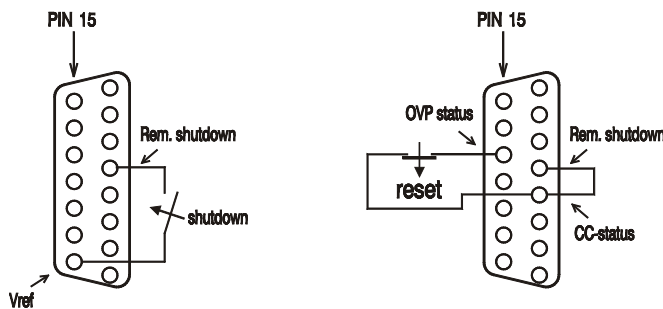 PIN 15
Rem. shutdown
shutdown
Vref
PIN 15
OVP status
Rem. shutdown
reset
CC-status